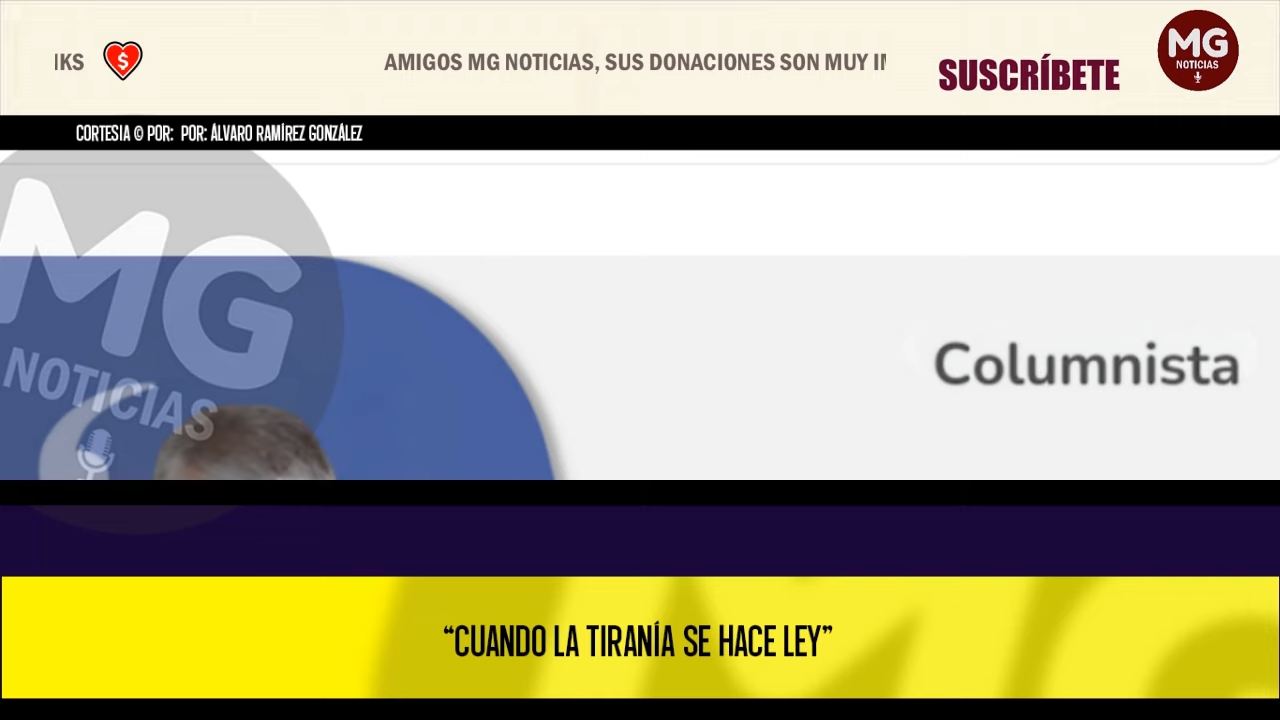 IKS
$
AMIGOS MG NOTICIAS, SUS DONACIONES SON MUY
SUSCRÍBETE
MG
NOTICIAS
CORTESIA © POR: POR: ÁLVARO RAMÍREZ GONZÁLEZ
MG
NOTICIAS
Columnista
“CUANDO LA TIRANÍA SE HACE LEY”